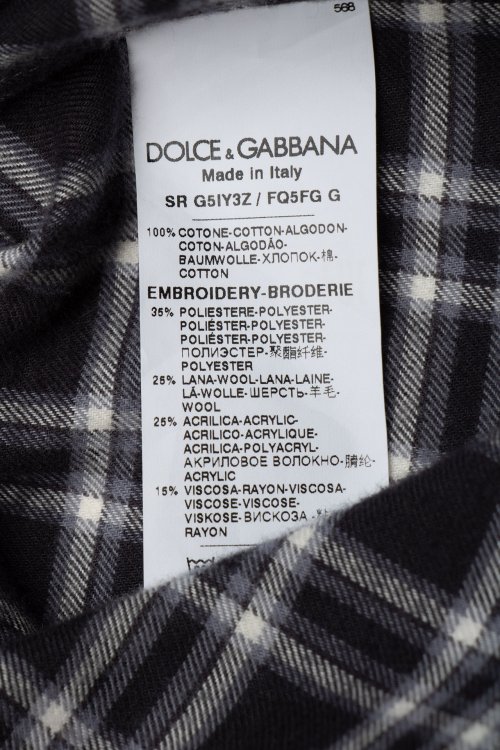 568
DOLCE & GABBANA
Made in Italy
SR G5IY3Z / FQ5FG G
100% COTONE-COTTON-ALGODON-
COTON-ALGODÃO-
BAUMWOLLE-ХЛОПОК-棉-
COTTON
EMBROIDERY-BRODERIE
35% POLIESTERE-POLYESTER-
POLIÉSTER-POLYESTER-
POLIÉSTER-POLYESTER-
ПОЛИЭСТЕР-聚酯纤维-
POLYESTER
25% LANA-WOOL-LANA-LAINE-
LÁ-WOLLE-ШЕРСТЬ-羊毛-
WOOL
25% ACRILICA-ACRYLIC-
ACRILICO-ACRYLIQUE-
ACRILICA-POLYACRYL-
АКРИЛОВОЕ ВОЛОКНО-腈纶-
ACRYLIC
15% VISCOSA-RAYON-VISCOSA-
VISCOSE-VISCOSE-
VISKOSE-ВИСКОЗА
RAYON